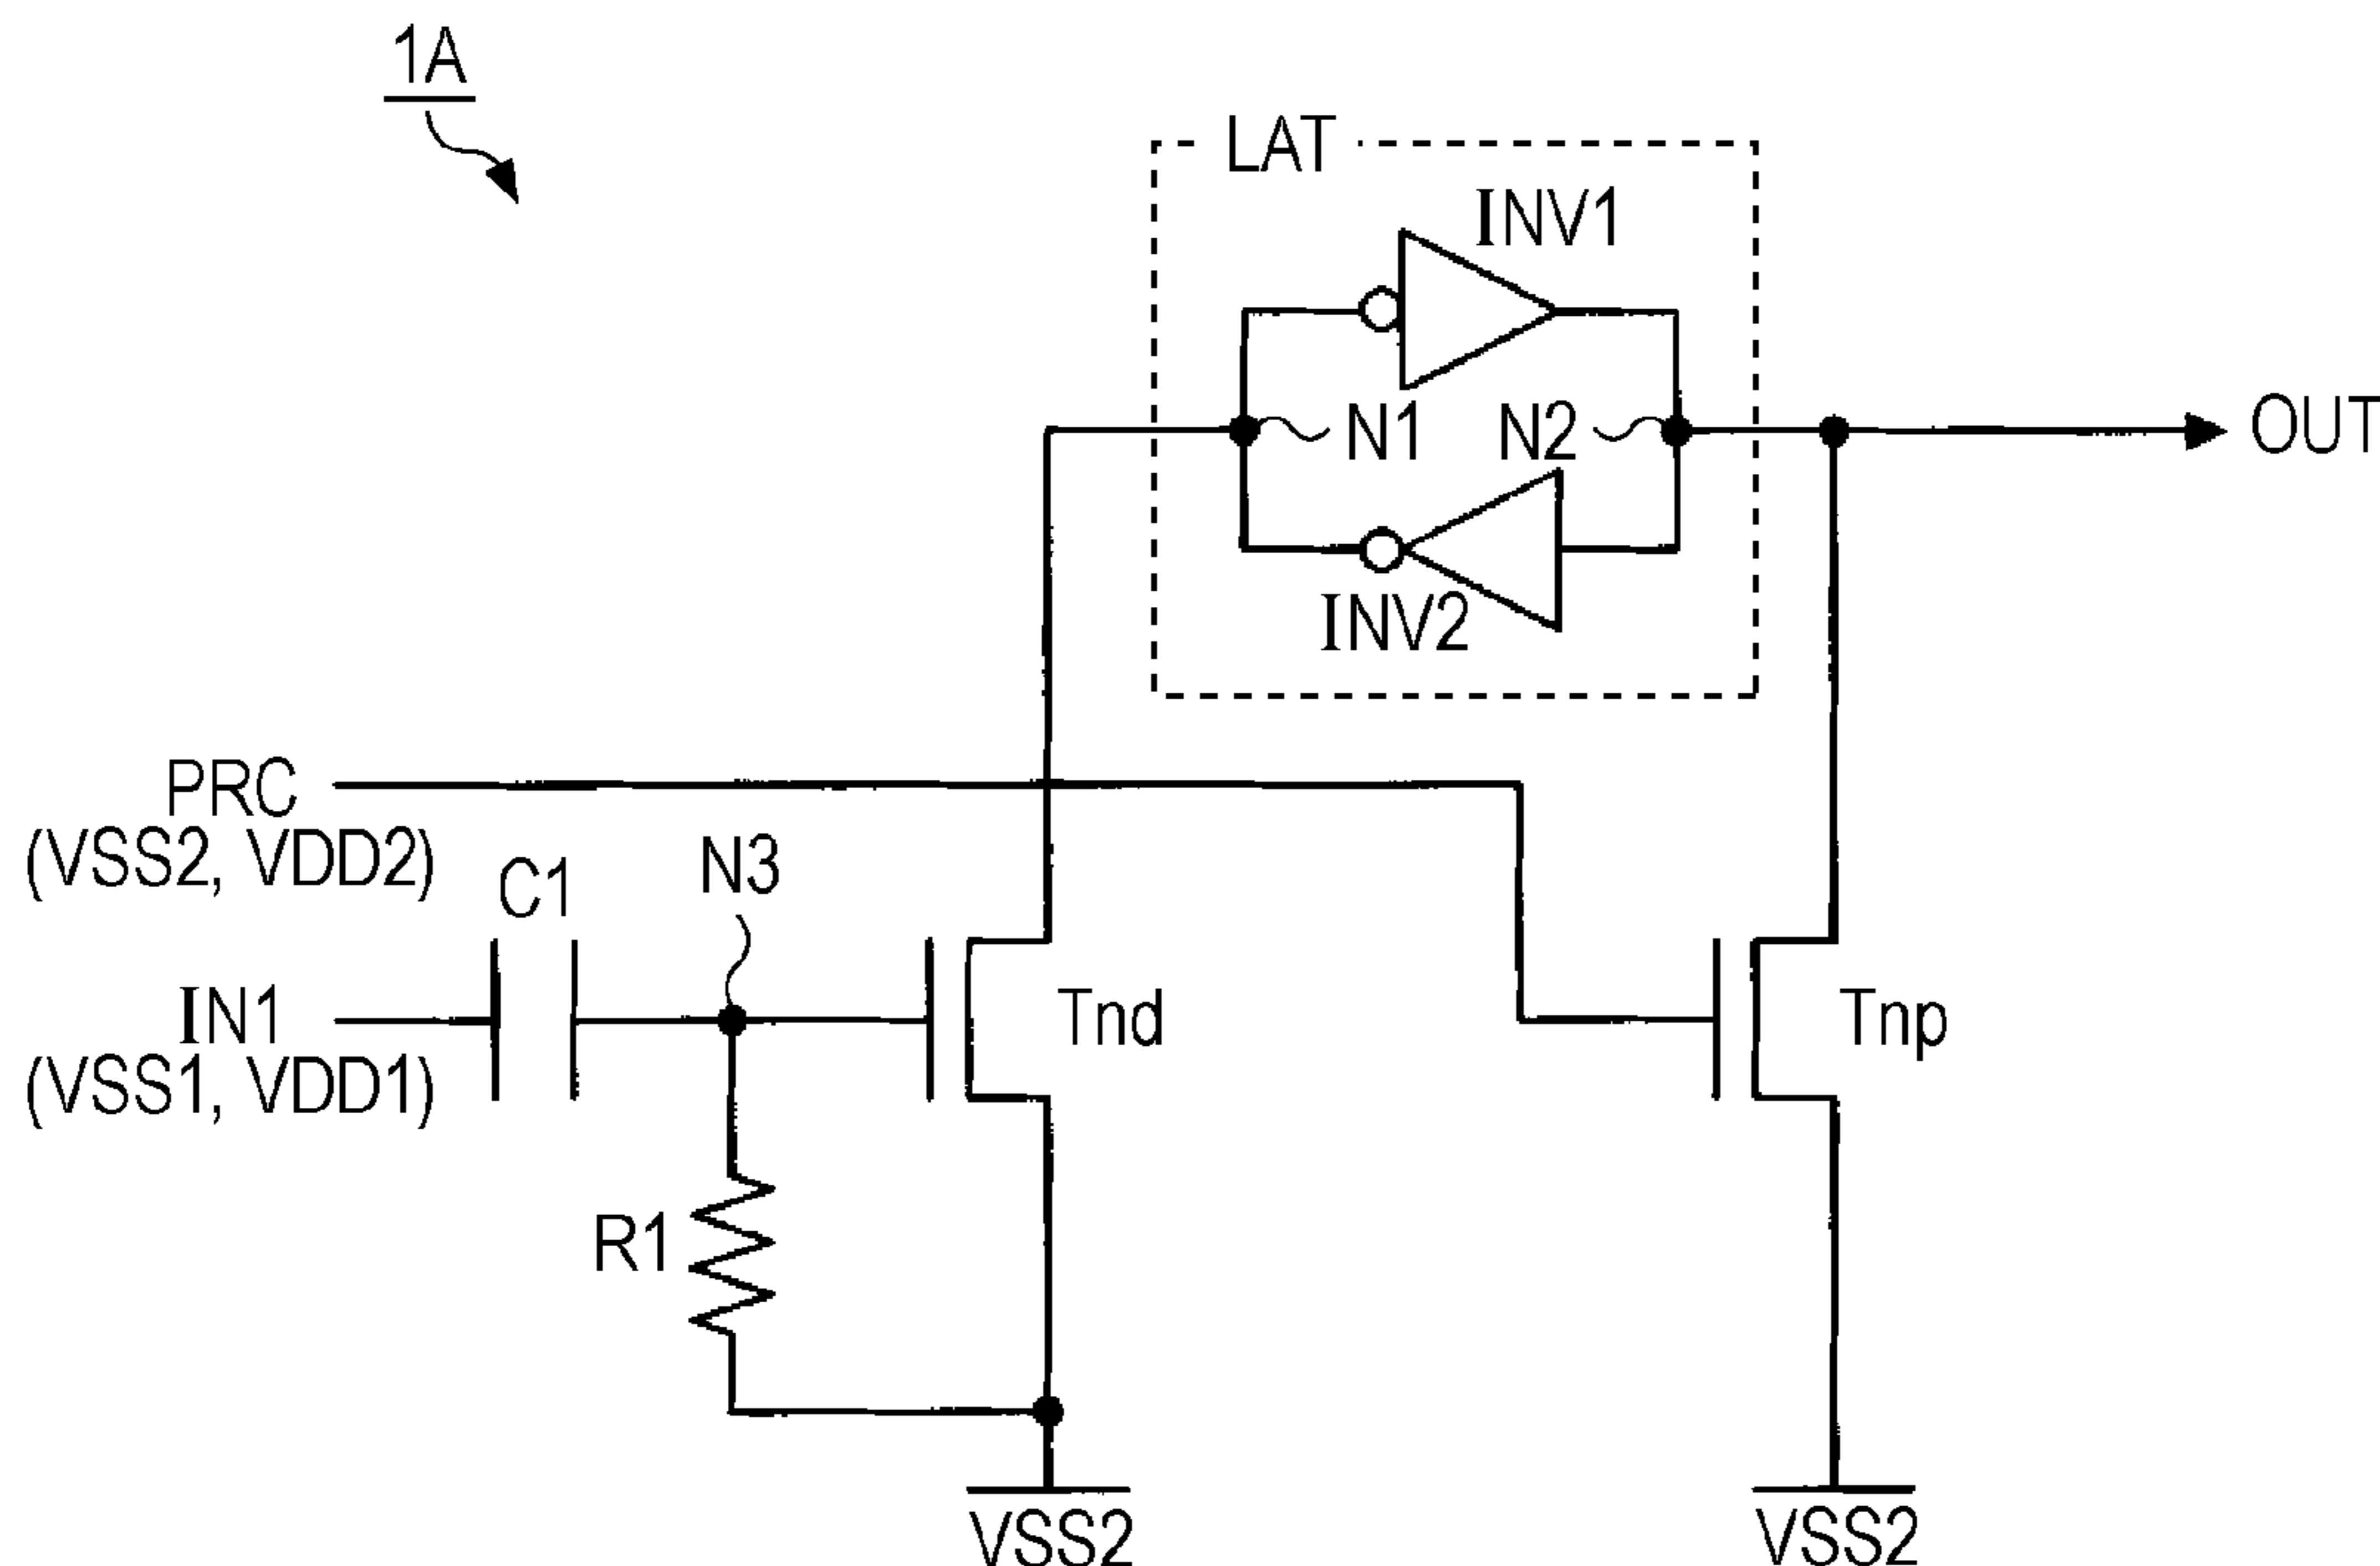 1A
LAT
INV1
N1
N2
OUT
INV2
PRC
(VSS2, VDD2)
N3
C1
IN1
(VSS1, VDD1)
Tnd
Tnp
R1
VSS2
VSS2